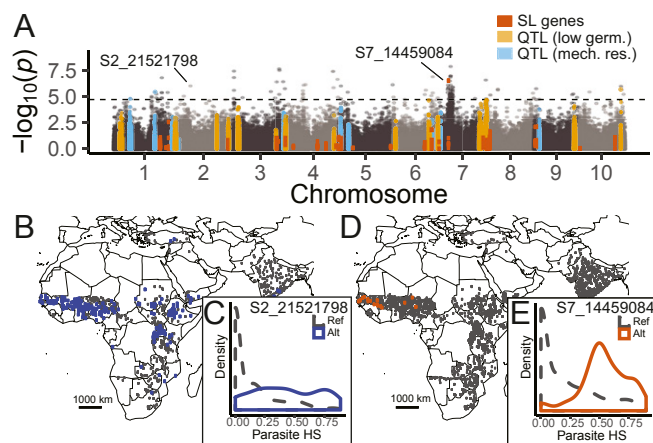 A
SL genes
QTL (low germ.)
QTL (mech. res.)
S2_21521798
S7_14459084
−log10(p)
7.5
5.0
2.5
0.0
1 2 3 4 5 6 7 8 9 10
Chromosome
B
1000 km
C
S2_21521798
Ref
Alt
Density
0.00 0.25 0.50 0.75
Parasite HS
D
1000 km
E
S7_14459084
Ref
Alt
Density
0.00 0.25 0.50 0.75
Parasite HS